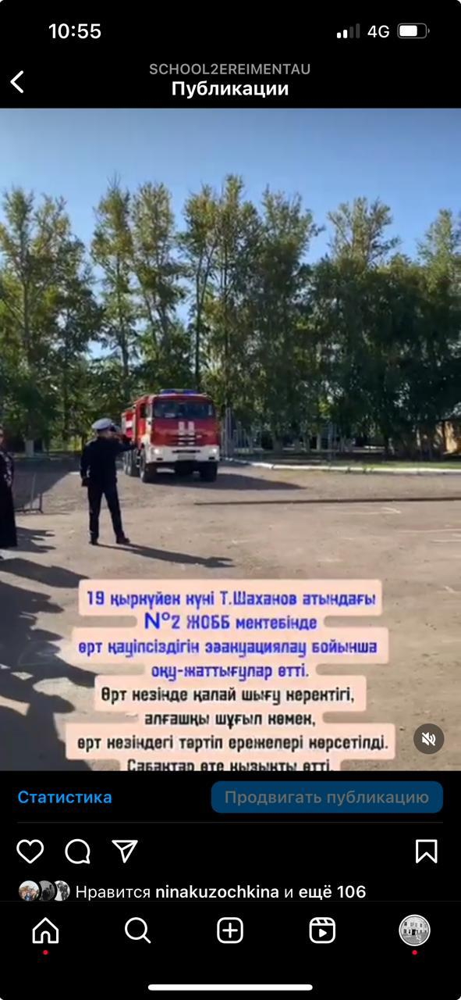 10:55
4G
SCHOOL2EREIMENTAU
Публикации
19 қыркүйек күні Т.Шаханов атындағы
№2 ЖОББ мектебінде
өрт қауіпсіздігін эвакуациялау бойынша
оқу-жаттығулар өтті.
Өрт кезінде қалай шығу керектігі,
алғашқы шұғыл көмек,
өрт кезіндегі тәртіп ережелері көрсетілді.
Сабақтар өте қызықты өтті.
Статистика
Продвигать публикацию
Нравится ninakuzochkina и ещё 106